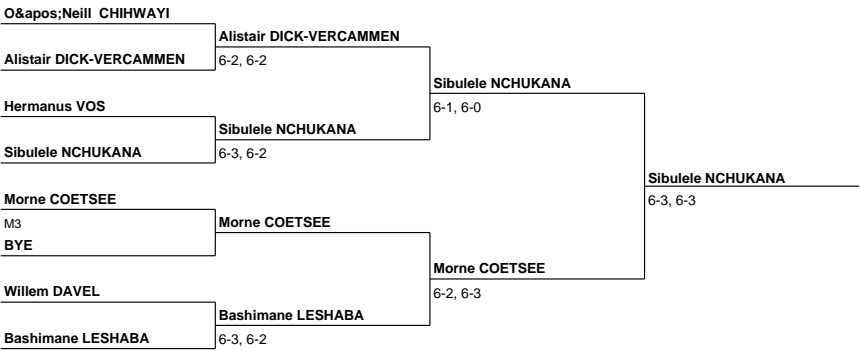 O&apos;Neill  CHIHWAYI
Alistair DICK-VERCAMMEN
Alistair DICK-VERCAMMEN
6-2, 6-2
Sibulele NCHUKANA
6-1, 6-0
Hermanus VOS
Sibulele NCHUKANA
Sibulele NCHUKANA
6-3, 6-2
Sibulele NCHUKANA
6-3, 6-3
Morne COETSEE
M3
BYE
Morne COETSEE
Morne COETSEE
6-2, 6-3
Willem DAVEL
Bashimane LESHABA
Bashimane LESHABA
6-3, 6-2